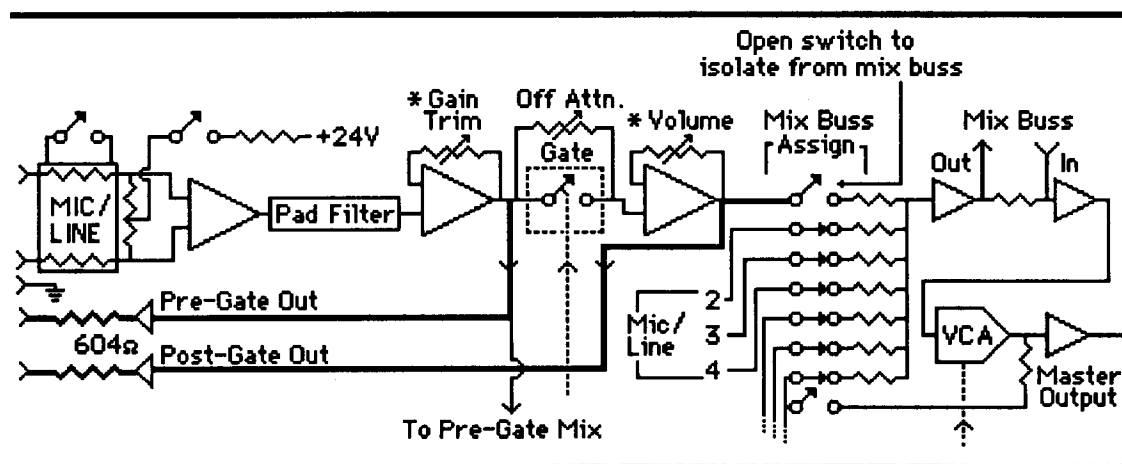 Open switch to
isolate from mix buss
* Gain
Trim
Off Attn.
Gate
* Volume
Mix Buss
Assign
Mix Buss
Out
In
+24V
MIC/
LINE
Pad Filter
Pre-Gate Out
604Ω
Post-Gate Out
To Pre-Gate Mix
Mic/
Line
2
3
4
VCA
Master
Output